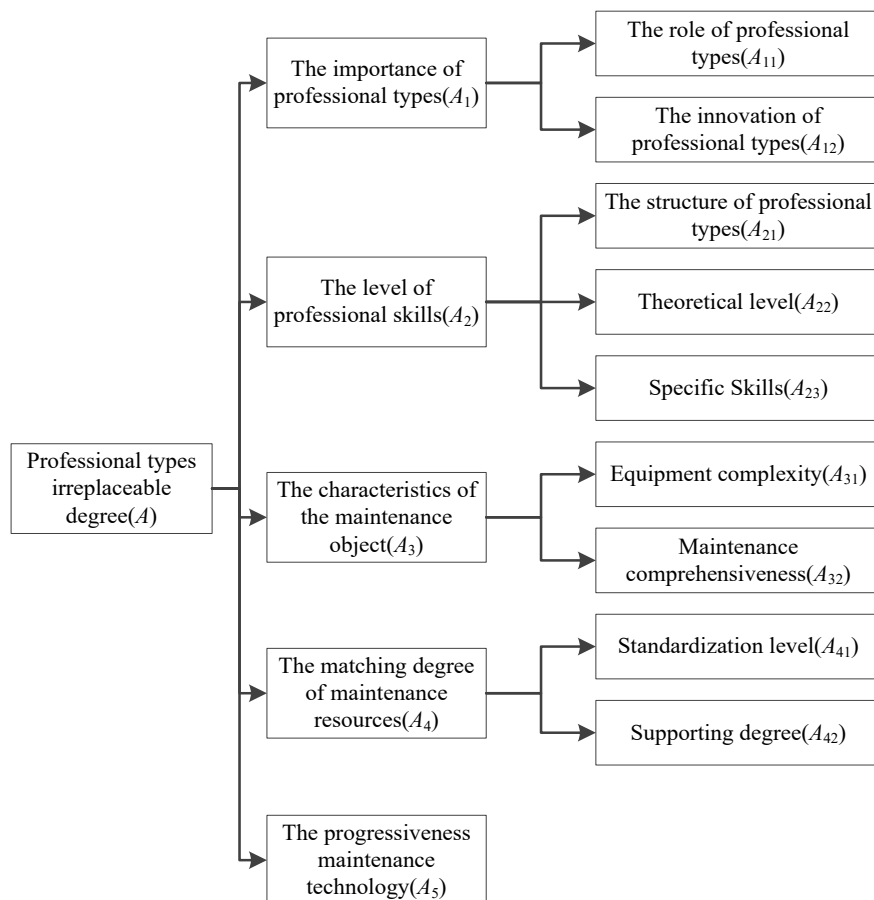 The importance of
professional types(A1)
The role of professional
types(A11)
The innovation of
professional types(A12)
The level of
professional skills(A2)
The structure of professional
types(A21)
Theoretical level(A22)
Specific Skills(A23)
Professional types
irreplaceable
degree(A)
The characteristics of
the maintenance
object(A3)
Equipment complexity(A31)
Maintenance
comprehensiveness(A32)
The matching degree
of maintenance
resources(A4)
Standardization level(A41)
Supporting degree(A42)
The progressiveness
maintenance
technology(A5)